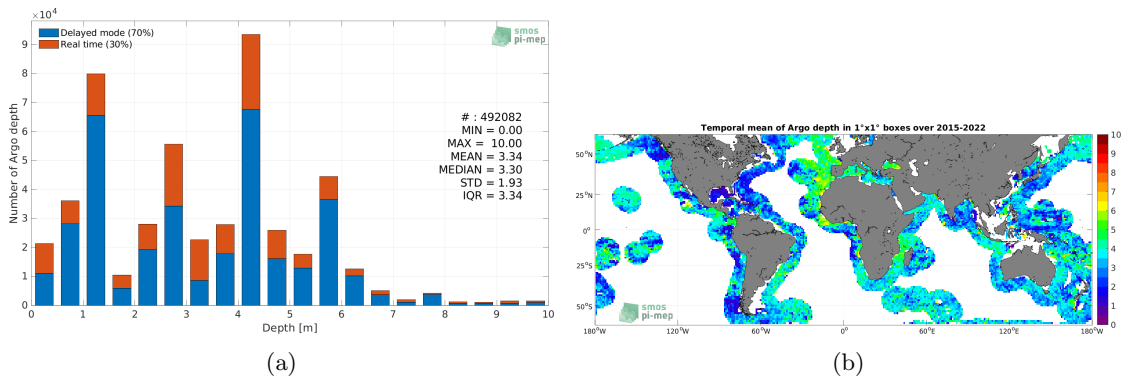 ×10⁴
9
8
7
6
5
4
3
2
1
0
Number of Argo depth
Delayed mode (70%)
Real time (30%)
smos
pi-mep
# : 492082
MIN = 0.00
MAX = 10.00
MEAN = 3.34
MEDIAN = 3.30
STD = 1.93
IQR = 3.34
0 1 2 3 4 5 6 7 8 9 10
Depth [m]
(a)
Temporal mean of Argo depth in 1°x1° boxes over 2015-2022
50°N
25°N
0°
25°S
50°S
smos
pi-mep
180°W 120°W 60°W 0° 60°E 120°E 180°W
10
9
8
7
6
5
4
3
2
1
0
(b)